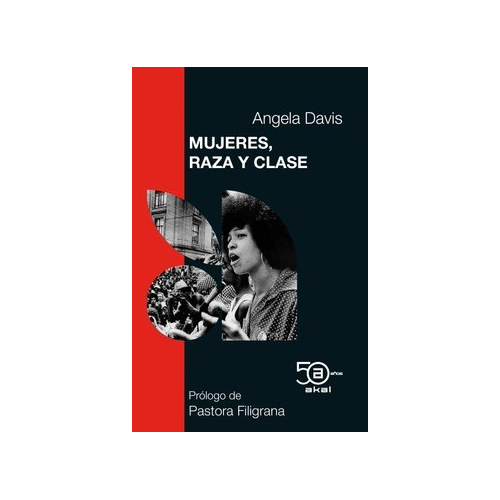 Angela Davis
MUJERES,
RAZA Y CLASE
50 años
akal
Prólogo de
Pastora Filigrana